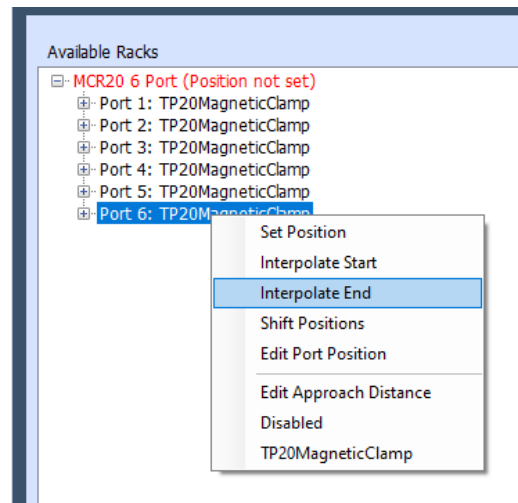 Available Racks
MCR20 6 Port (Position not set)
Port 1: TP20MagneticClamp
Port 2: TP20MagneticClamp
Port 3: TP20MagneticClamp
Port 4: TP20MagneticClamp
Port 5: TP20MagneticClamp
Port 6: TP20MagneticClamp
Set Position
Interpolate Start
Interpolate End
Shift Positions
Edit Port Position
Edit Approach Distance
Disabled
TP20MagneticClamp